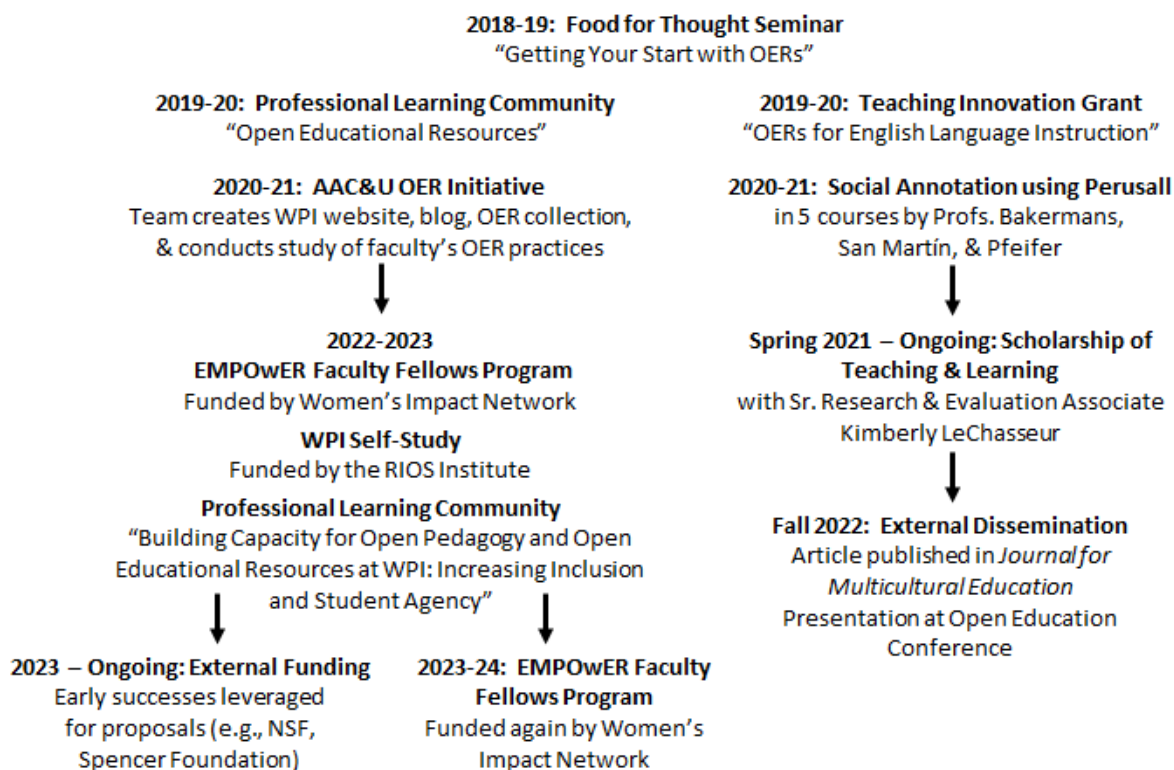 2018-19: Food for Thought Seminar
“Getting Your Start with OERs”
2019-20: Professional Learning Community
“Open Educational Resources”
2020-21: AAC&U OER Initiative
Team creates WPI website, blog, OER collection,
& conducts study of faculty’s OER practices
2022-2023
EMPOwER Faculty Fellows Program
Funded by Women’s Impact Network
WPI Self-Study
Funded by the RIOS Institute
Professional Learning Community
“Building Capacity for Open Pedagogy and Open
Educational Resources at WPI: Increasing Inclusion
and Student Agency”
2023 – Ongoing: External Funding
Early successes leveraged
for proposals (e.g., NSF,
Spencer Foundation)
2023-24: EMPOwER Faculty
Fellows Program
Funded again by Women’s
Impact Network
2019-20: Teaching Innovation Grant
“OERs for English Language Instruction”
2020-21: Social Annotation using Perusall
in 5 courses by Profs. Bakermans,
San Martín, & Pfeifer
Spring 2021 – Ongoing: Scholarship of
Teaching & Learning
with Sr. Research & Evaluation Associate
Kimberly LeChasseur
Fall 2022: External Dissemination
Article published in Journal for
Multicultural Education
Presentation at Open Education
Conference